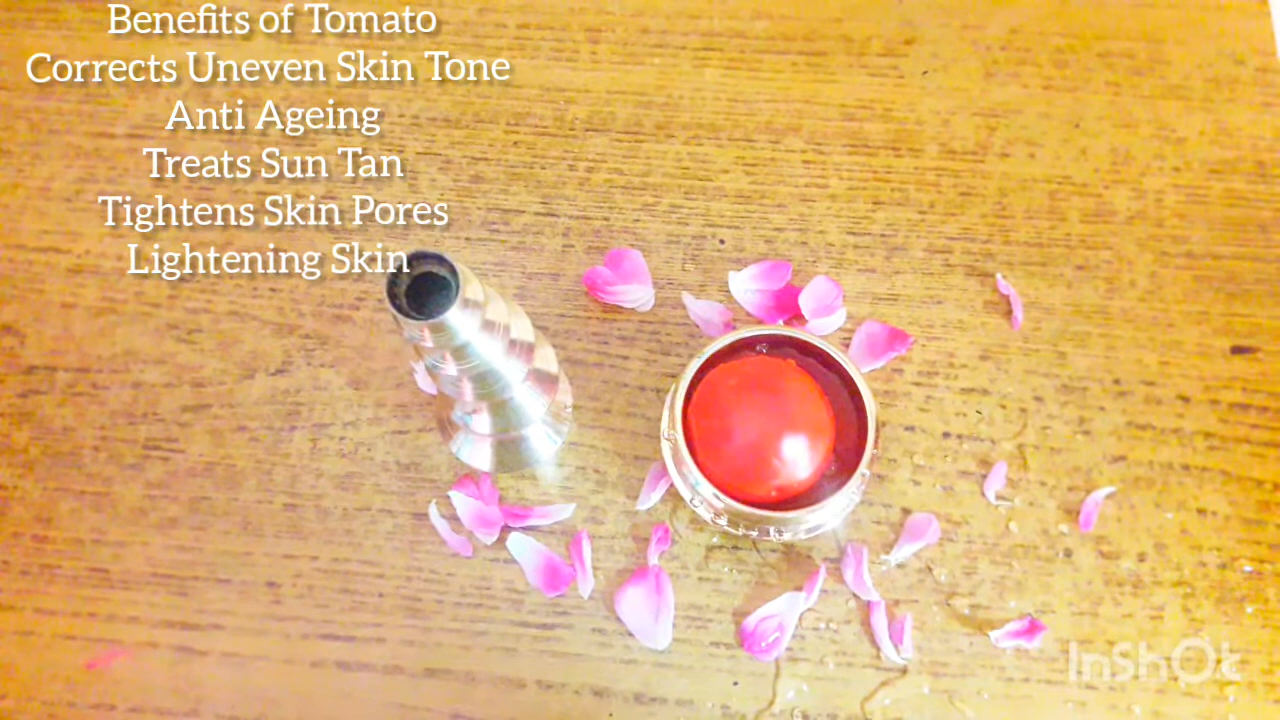 Benefits of Tomato
Corrects Uneven Skin Tone
Anti Ageing
Treats Sun Tan
Tightens Skin Pores
Lightening Skin
InShOt